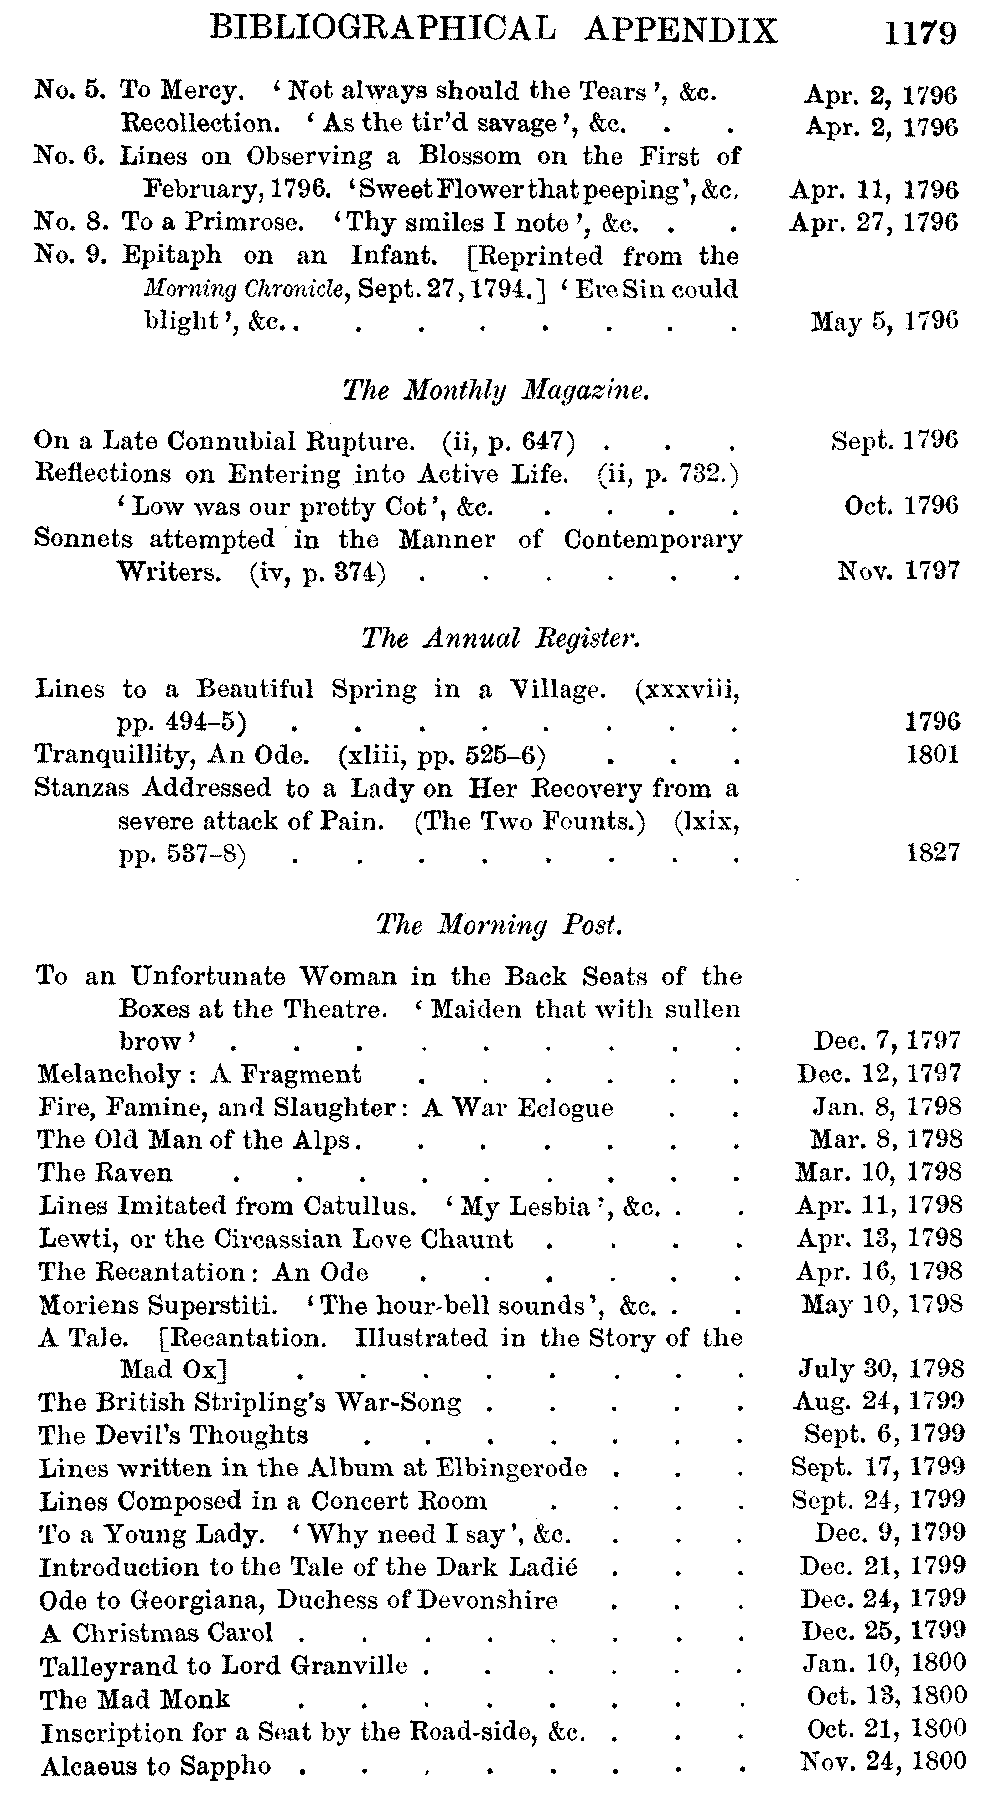 BIBLIOGRAPHICAL APPENDIX 1179
No. 5. To Mercy. ‘Not always should the Tears’, &c. Apr. 2, 1796
Recollection. ‘As the tir'd savage’, &c. . . Apr. 2, 1796
No. 6. Lines on Observing a Blossom on the First of
February, 1796. ‘Sweet Flower that peeping’, &c. Apr. 11, 1796
No. 8. To a Primrose. ‘Thy smiles I note’, &c. . . Apr. 27, 1796
No. 9. Epitaph on an Infant. [Reprinted from the
Morning Chronicle, Sept. 27, 1794.] ‘Ere Sin could
blight’, &c. . . . . . . . . May 5, 1796
The Monthly Magazine.
On a Late Connubial Rupture. (ii, p. 647) . . . Sept. 1796
Reflections on Entering into Active Life. (ii, p. 732.)
‘Low was our pretty Cot’, &c. . . . . Oct. 1796
Sonnets attempted in the Manner of Contemporary
Writers. (iv, p. 374) . . . . . . Nov. 1797
The Annual Register.
Lines to a Beautiful Spring in a Village. (xxxviii,
pp. 494–5) . . . . . . . . 1796
Tranquillity, An Ode. (xliii, pp. 525–6) . . . 1801
Stanzas Addressed to a Lady on Her Recovery from a
severe attack of Pain. (The Two Founts.) (lxix,
pp. 537–8) . . . . . . . . 1827
The Morning Post.
To an Unfortunate Woman in the Back Seats of the
Boxes at the Theatre. ‘Maiden that with sullen
brow’ . . . . . . . . . Dec. 7, 1797
Melancholy: A Fragment . . . . . . Dec. 12, 1797
Fire, Famine, and Slaughter: A War Eclogue . . Jan. 8, 1798
The Old Man of the Alps. . . . . . . Mar. 8, 1798
The Raven . . . . . . . . . Mar. 10, 1798
Lines Imitated from Catullus. ‘My Lesbia’, &c. . . Apr. 11, 1798
Lewti, or the Circassian Love Chaunt . . . . Apr. 13, 1798
The Recantation: An Ode . . . . . . Apr. 16, 1798
Moriens Superstiti. ‘The hour-bell sounds’, &c. . . May 10, 1798
A Tale. [Recantation. Illustrated in the Story of the
Mad Ox] . . . . . . . . July 30, 1798
The British Stripling's War-Song . . . . . Aug. 24, 1799
The Devil's Thoughts . . . . . . . Sept. 6, 1799
Lines written in the Album at Elbingerode . . . Sept. 17, 1799
Lines Composed in a Concert Room . . . . Sept. 24, 1799
To a Young Lady. ‘Why need I say’, &c. . . . Dec. 9, 1799
Introduction to the Tale of the Dark Ladié . . . Dec. 21, 1799
Ode to Georgiana, Duchess of Devonshire . . . Dec. 24, 1799
A Christmas Carol . . . . . . . . Dec. 25, 1799
Talleyrand to Lord Granville . . . . . . Jan. 10, 1800
The Mad Monk . . . . . . . . Oct. 13, 1800
Inscription for a Seat by the Road-side, &c. . . . Oct. 21, 1800
Alcaeus to Sappho . . . . . . . . Nov. 24, 1800